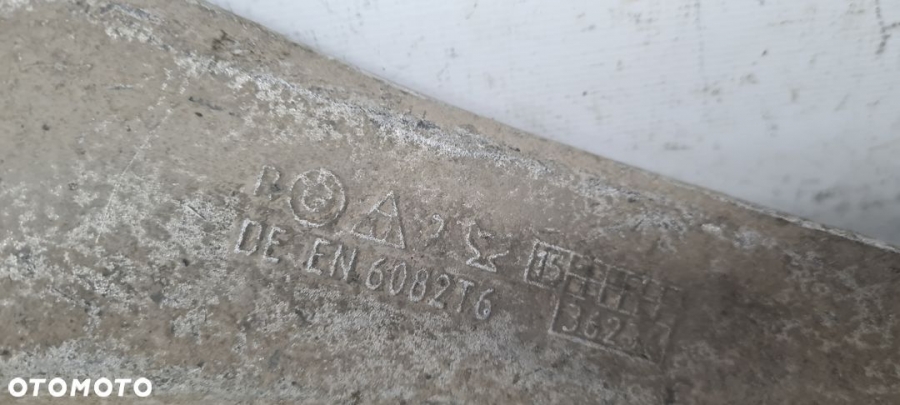 R
DE EN 6082T6
15
362
OTOMOTO